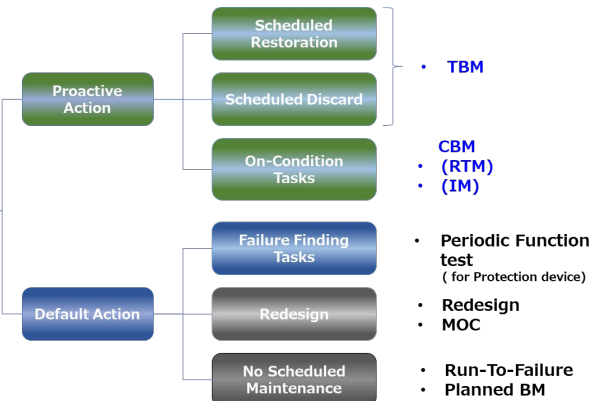 Scheduled
Restoration
• TBM
Proactive
Action
Scheduled Discard
On-Condition
Tasks
CBM
• (RTM)
• (IM)
Failure Finding
Tasks
• Periodic Function
test
( for Protection device)
Default Action
Redesign
• Redesign
• MOC
No Scheduled
Maintenance
• Run-To-Failure
• Planned BM